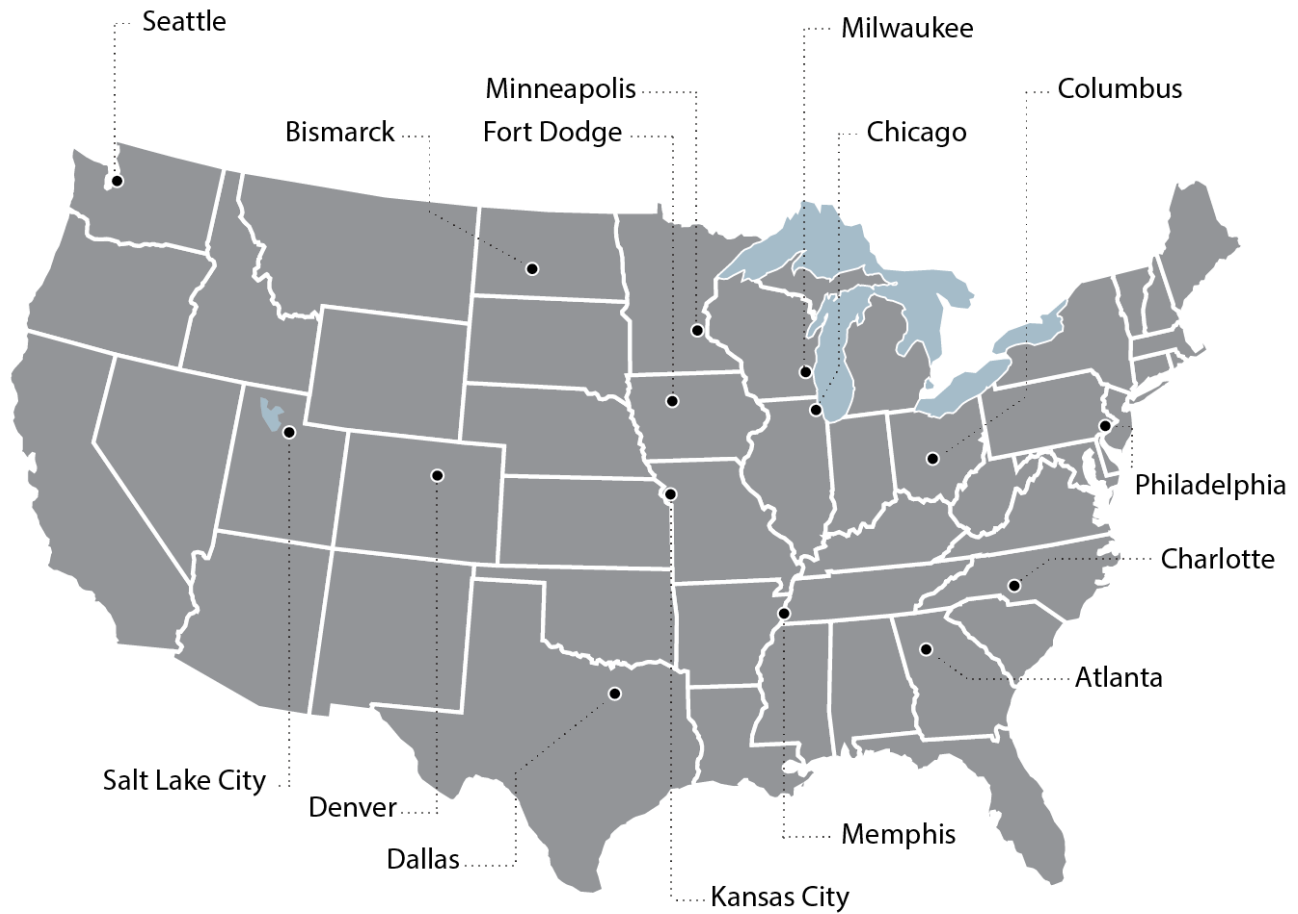 Seattle
Milwaukee
Minneapolis
Columbus
Bismarck
Fort Dodge
Chicago
Philadelphia
Charlotte
Atlanta
Salt Lake City
Denver
Memphis
Dallas
Kansas City